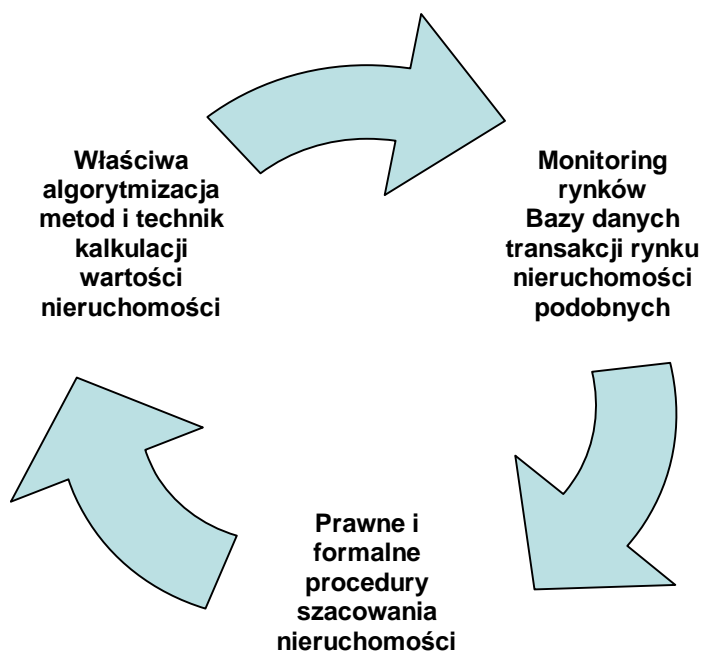 Właściwa
algorytmizacja
metod i technik
kalkulacji
wartości
nieruchomości
Monitoring
rynków
Bazy danych
transakcji rynku
nieruchomości
podobnych
Prawne i
formalne
procedury
szacowania
nieruchomości